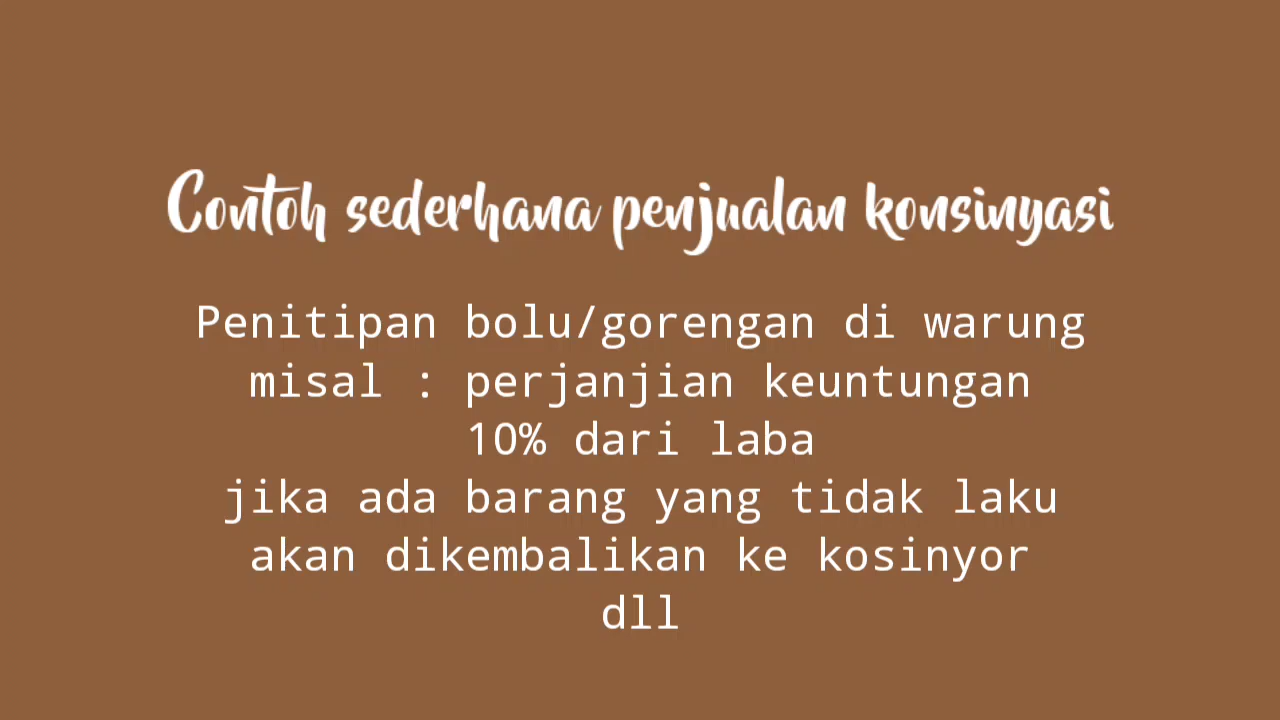 Contoh sederhana penjualan konsinyasi
Penitipan bolu/gorengan di warung
misal : perjanjian keuntungan
10% dari laba
jika ada barang yang tidak laku
akan dikembalikan ke kosinyor
dll